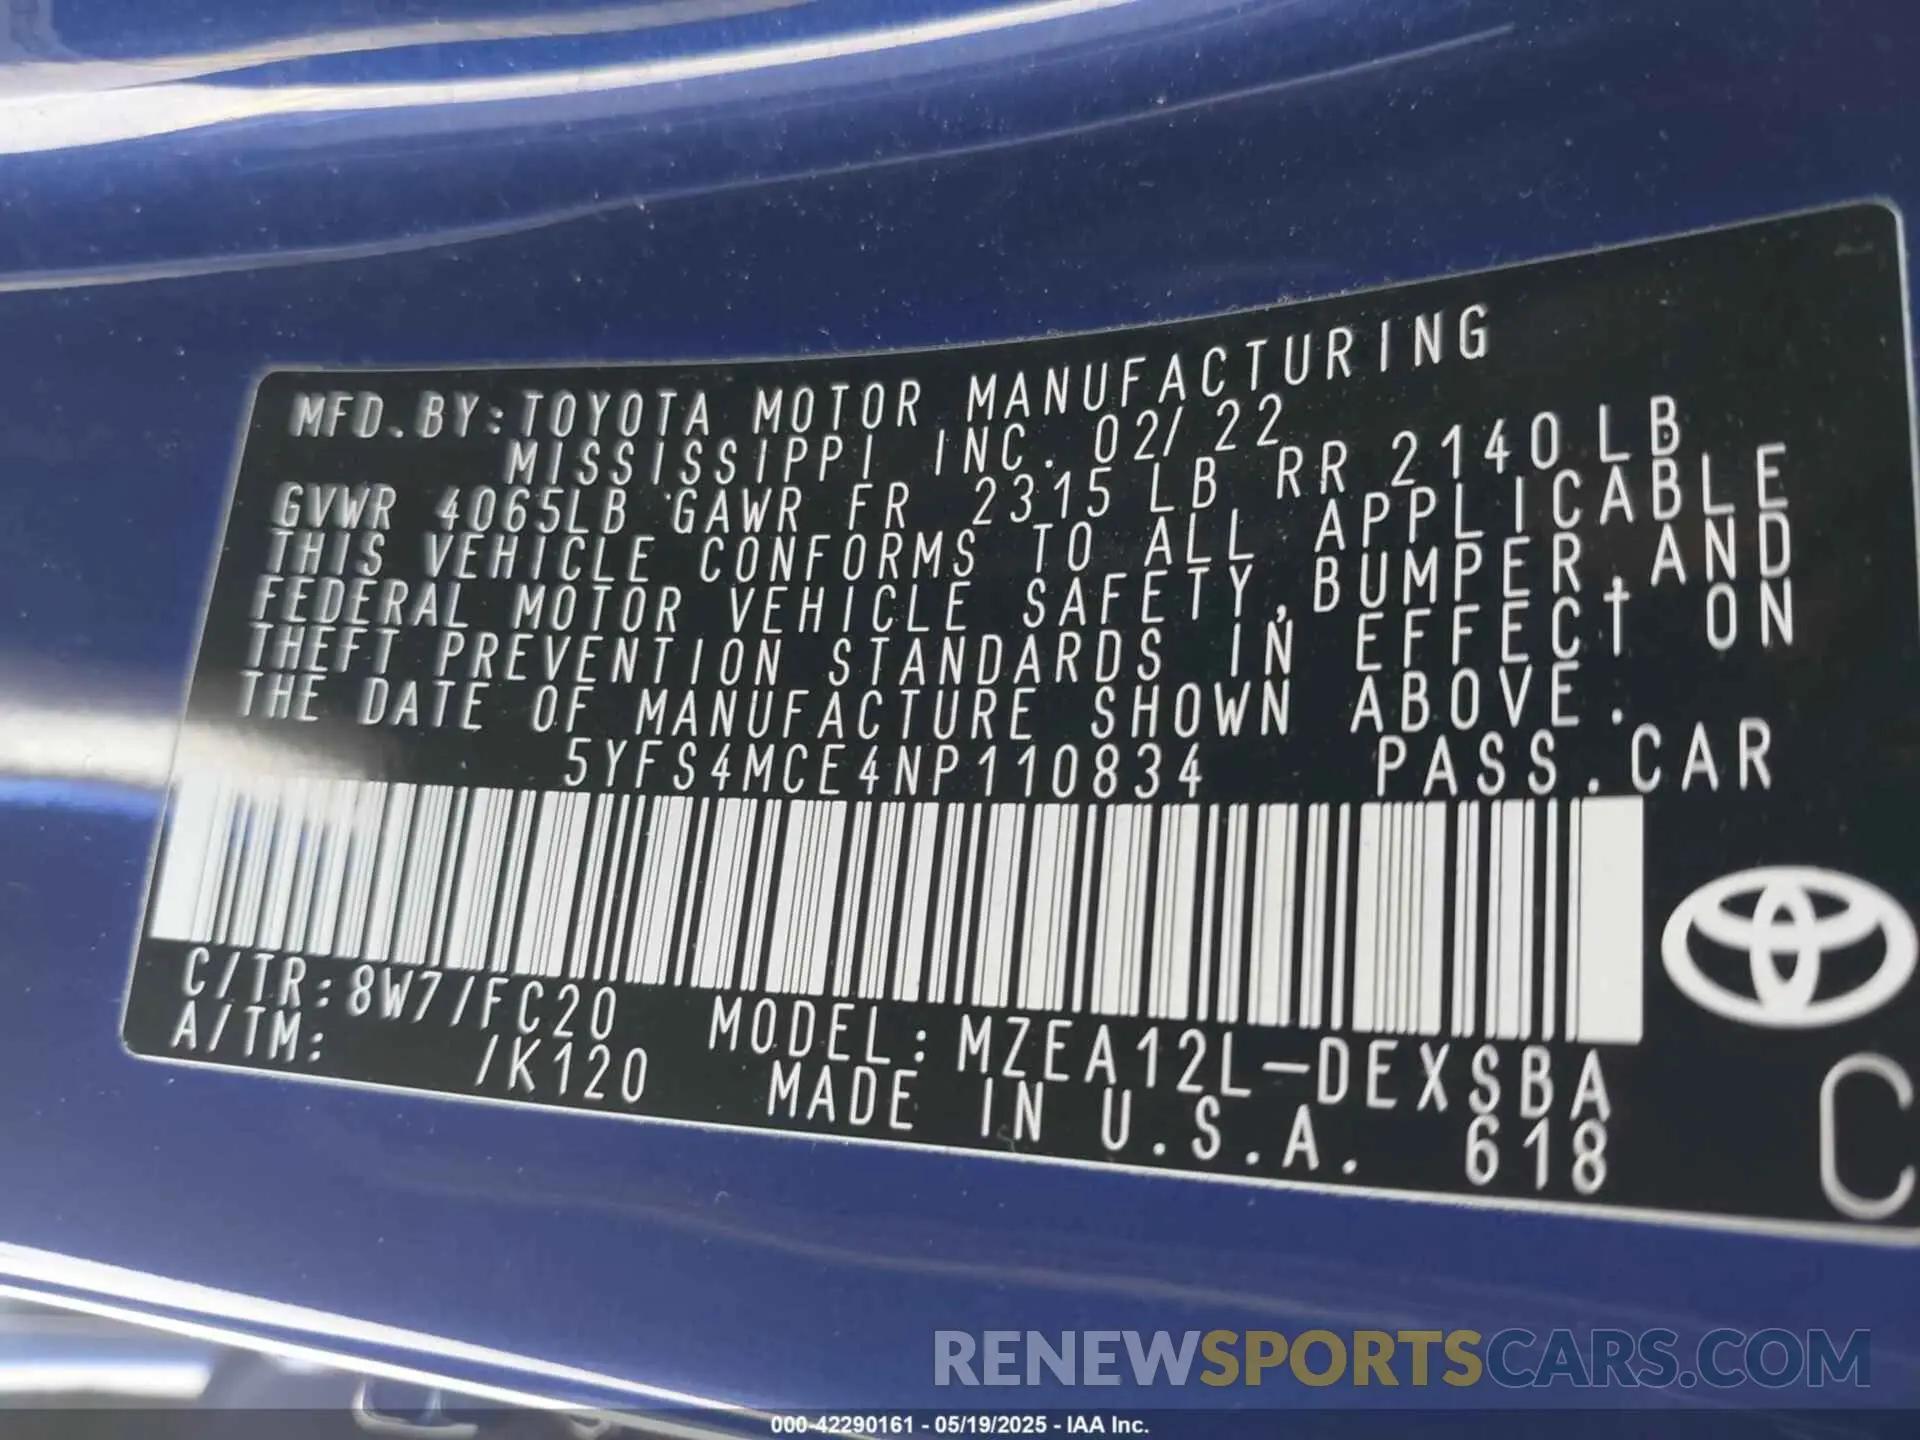 MFD.BY:TOYOTA MOTOR MANUFACTURING
MISSISSIPPI INC. 02/22
GVWR 4065LB GAWR FR 2315LB RR 2140LB
THIS VEHICLE CONFORMS TO ALL APPLICABLE
FEDERAL MOTOR VEHICLE SAFETY, BUMPER, AND
THEFT PREVENTION STANDARDS IN EFFECT ON
THE DATE OF MANUFACTURE SHOWN ABOVE.
5YFS4MCE4NP110834 PASS.CAR
C/TR:8W7/FC20 MODEL:MZEA12L-DEXSBA
A/TM: /K120 MADE IN U.S.A. 618
C
RENEWSPORTSCARS.COM
000-42290161 - 05/19/2025 - IAA Inc.